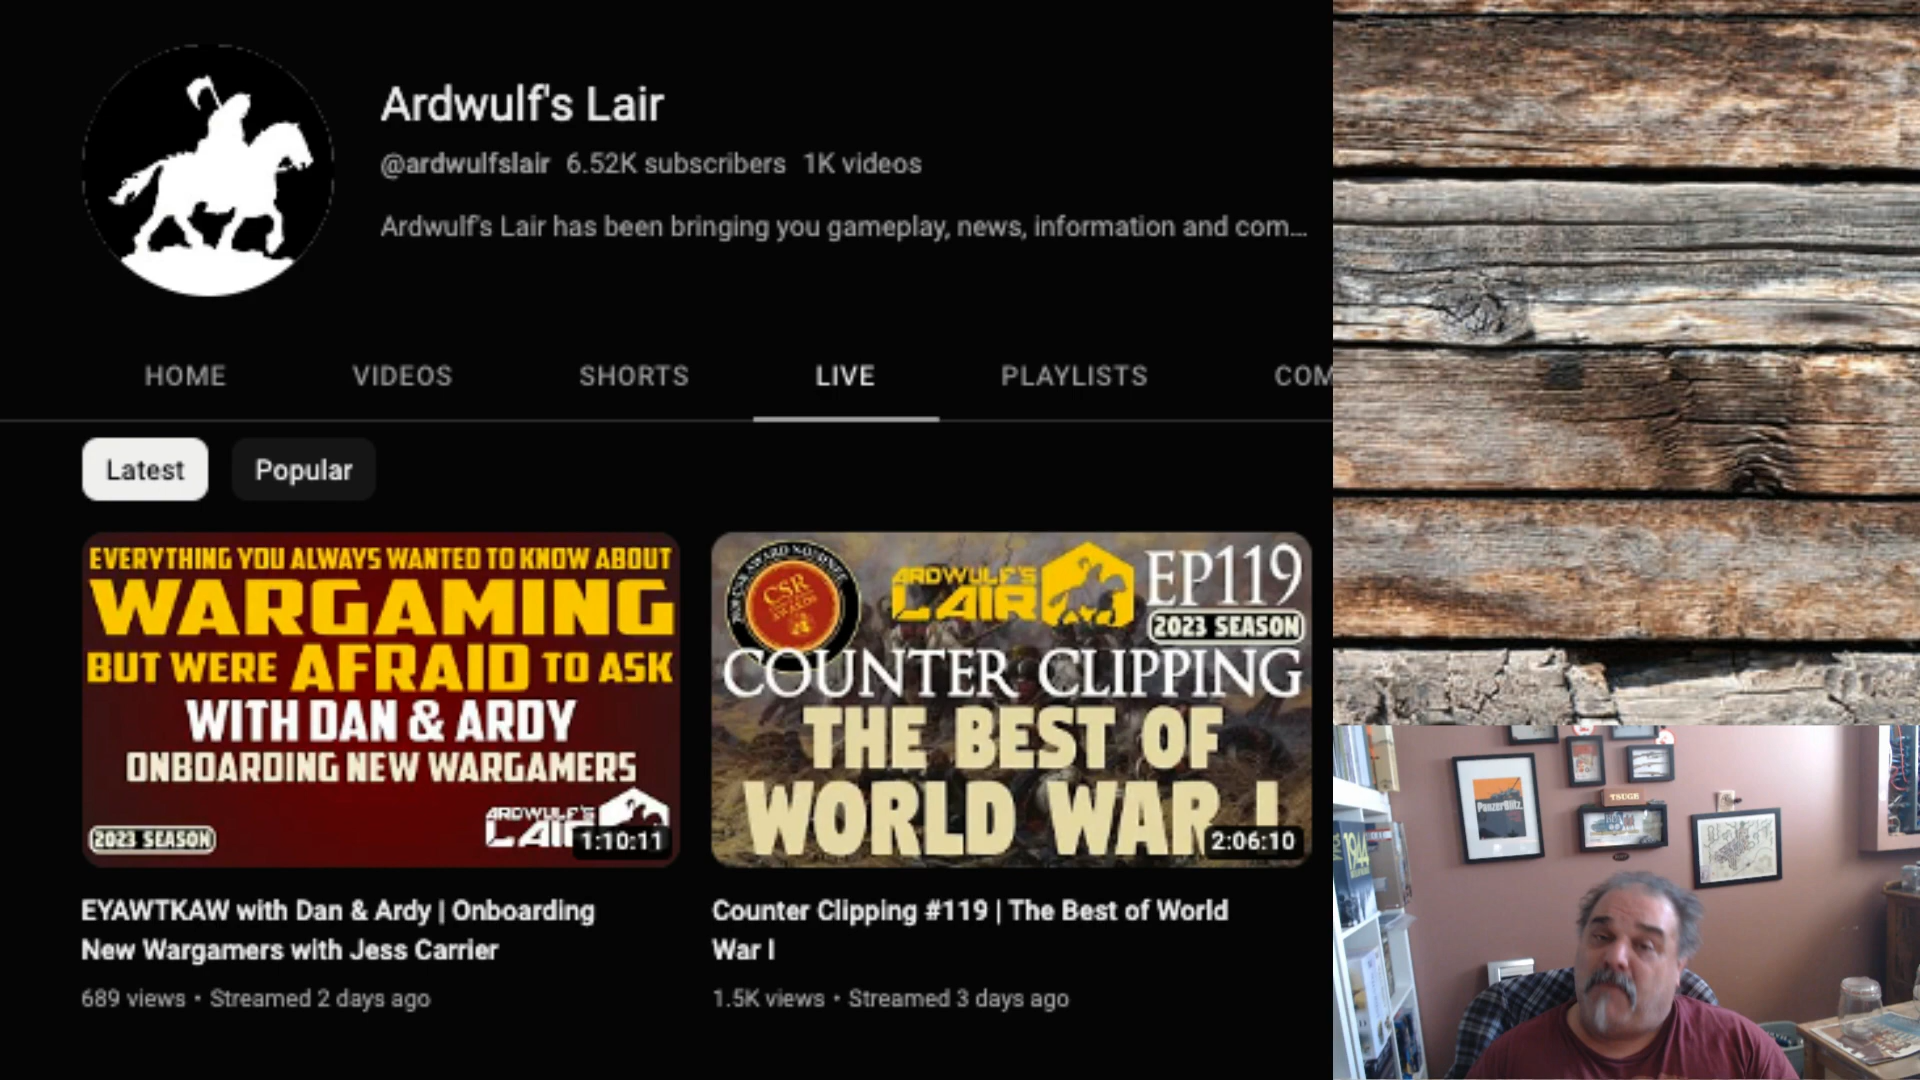 Ardwulf's Lair
@ardwulfslair 6.52K subscribers 1K videos
Ardwulf's Lair has been bringing you gameplay, news, information and com...
HOME VIDEOS SHORTS LIVE PLAYLISTS COM
Latest Popular
EVERYTHING YOU ALWAYS WANTED TO KNOW ABOUT
WARGAMING
BUT WERE AFRAID TO ASK
WITH DAN & ARDY
ONBOARDING NEW WARGAMERS
ARDWULF'S
LAIR
2023 SEASON
1:10:11
CSR
AWARDS
ARDWULF'S
LAIR
EP119
2023 SEASON
COUNTER CLIPPING
THE BEST OF
WORLD WAR I
2:06:10
EYAWTKAW with Dan & Ardy | Onboarding
New Wargamers with Jess Carrier
689 views • Streamed 2 days ago
Counter Clipping #119 | The Best of World
War I
1.5K views • Streamed 3 days ago
PanzerBlitz
TSUGB
1944